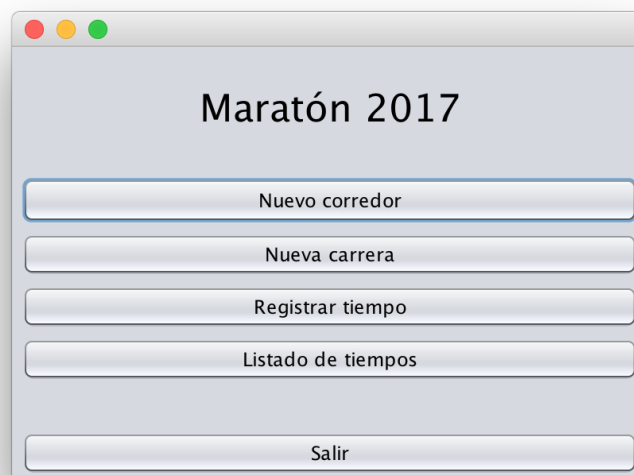 Maratón 2017
Nuevo corredor
Nueva carrera
Registrar tiempo
Listado de tiempos
Salir